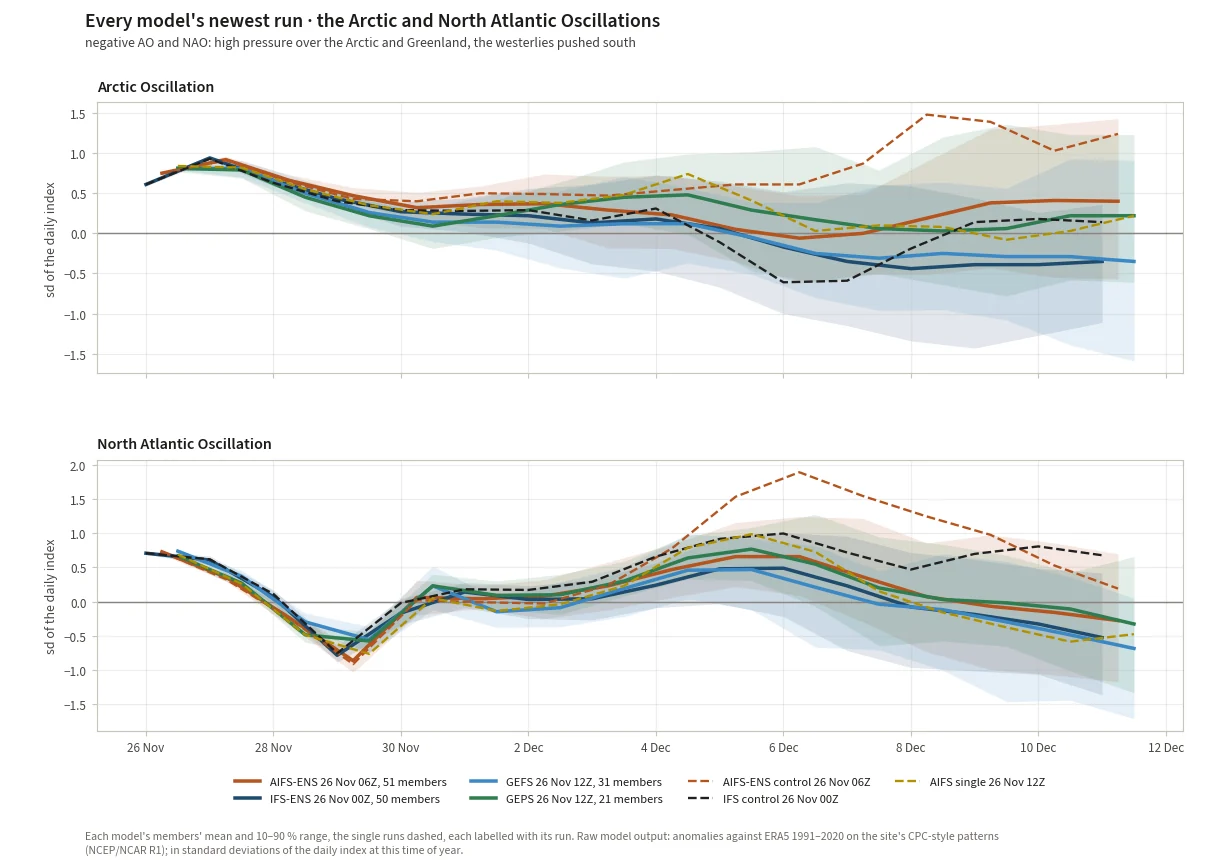 Every model's newest run · the Arctic and North Atlantic Oscillations
negative AO and NAO: high pressure over the Arctic and Greenland, the westerlies pushed south
Arctic Oscillation
1.5
1.0
0.5
0.0
−0.5
−1.0
−1.5
sd of the daily index
North Atlantic Oscillation
2.0
1.5
1.0
0.5
0.0
−0.5
−1.0
−1.5
sd of the daily index
26 Nov 28 Nov 30 Nov 2 Dec 4 Dec 6 Dec 8 Dec 10 Dec 12 Dec
AIFS-ENS 26 Nov 06Z, 51 members GEFS 26 Nov 12Z, 31 members AIFS-ENS control 26 Nov 06Z AIFS single 26 Nov 12Z
IFS-ENS 26 Nov 00Z, 50 members GEPS 26 Nov 12Z, 21 members IFS control 26 Nov 00Z
Each model's members' mean and 10–90 % range, the single runs dashed, each labelled with its run. Raw model output: anomalies against ERA5 1991–2020 on the site's CPC-style patterns
(NCEP/NCAR R1); in standard deviations of the daily index at this time of year.